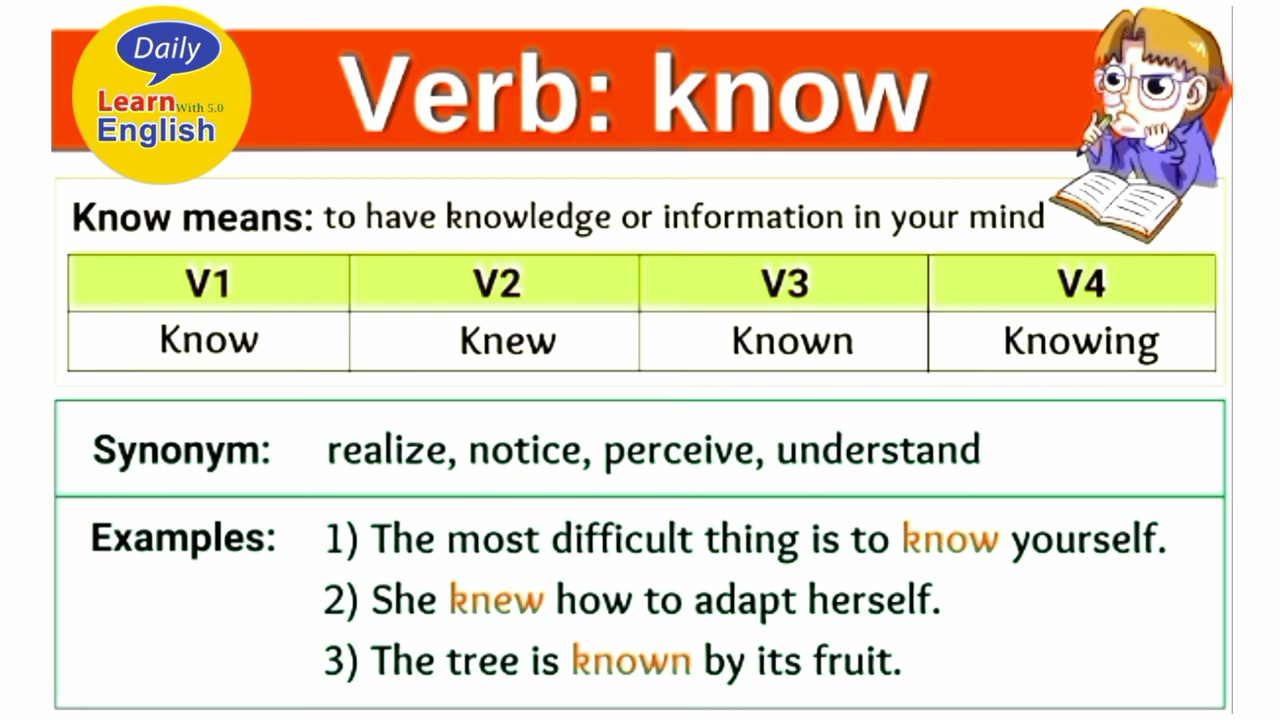 Daily
Learn With 5.0
English
Verb: know
Know means: to have knowledge or information in your mind
V1 V2 V3 V4
Know Knew Known Knowing
Synonym: realize, notice, perceive, understand
Examples: 1) The most difficult thing is to know yourself.
2) She knew how to adapt herself.
3) The tree is known by its fruit.